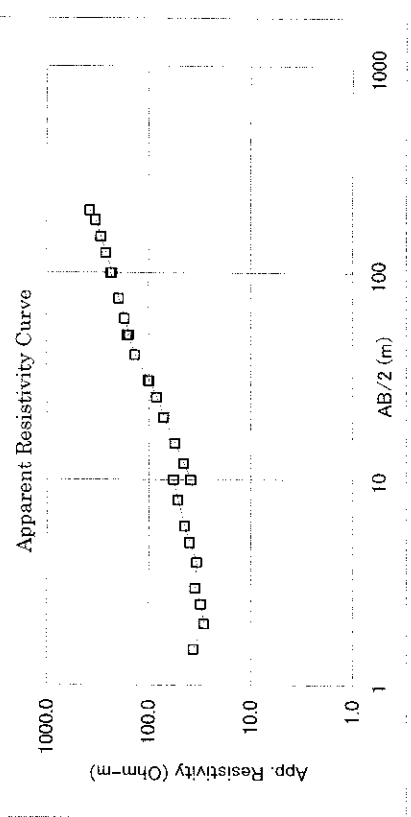 Apparent Resistivity Curve
App. Resistivity (Ohm-m)
1000.0
100.0
10.0
1.0
1 10 100 1000
AB/2 (m)